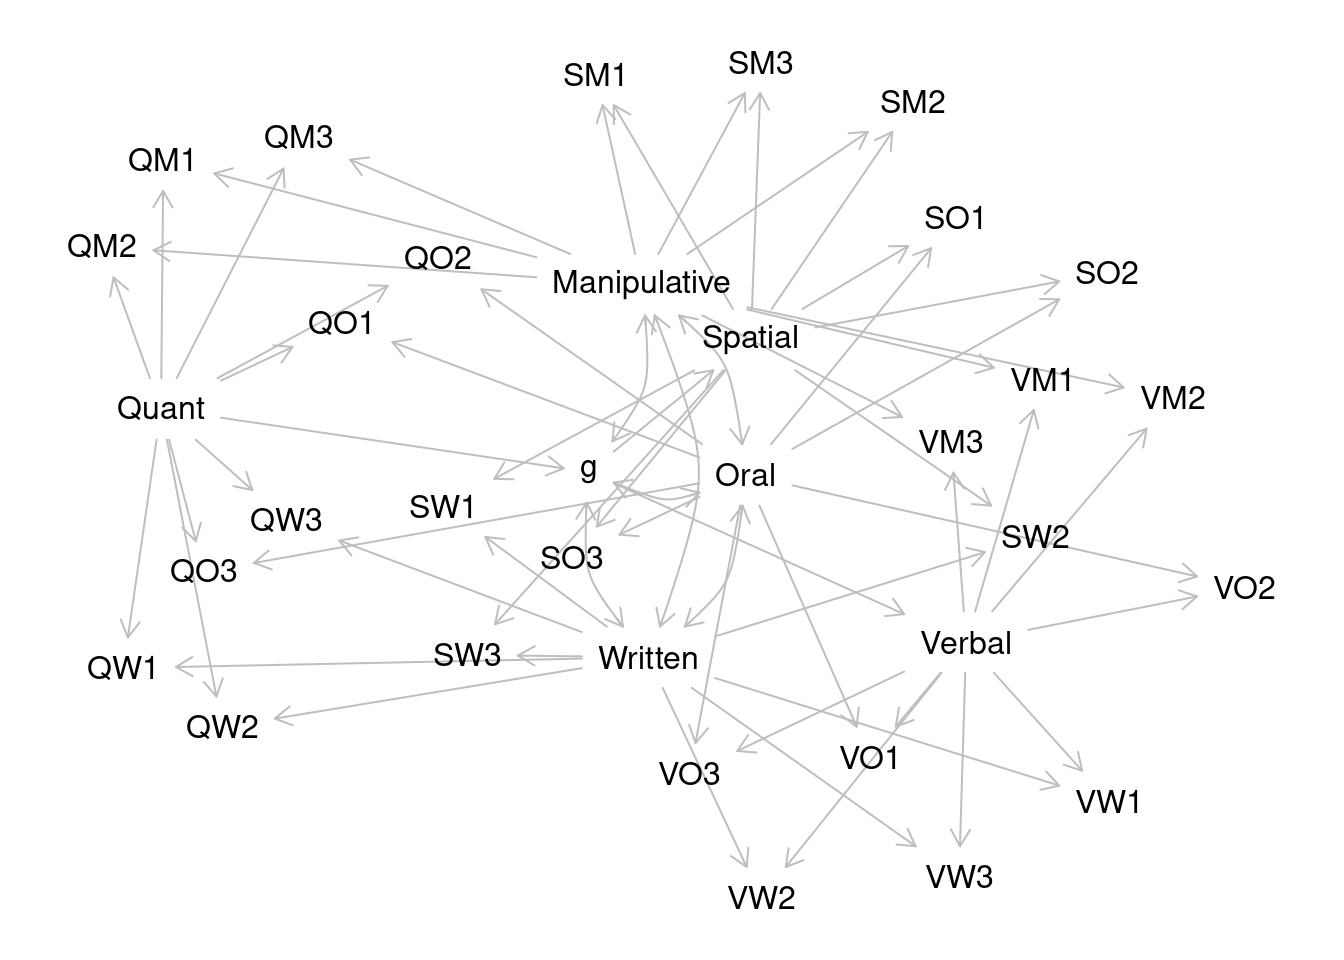 SM3
SM1
SM2
QM3
QM1
SO1
QM2
QO2
SO2
Manipulative
QO1
Spatial
VM1
VM2
Quant
VM3
g
Oral
SW1
QW3
SW2
SO3
QO3
VO2
Verbal
SW3
Written
QW1
QW2
VO1
VO3
VW1
VW3
VW2